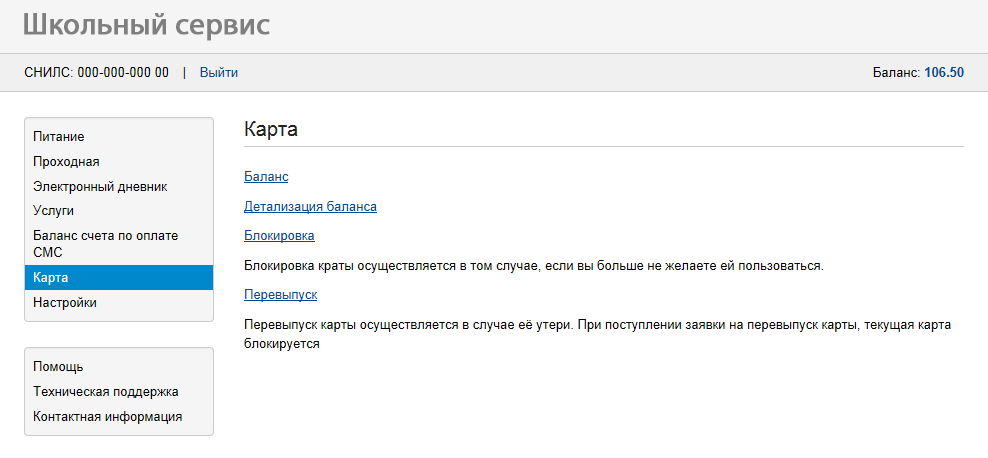 Школьный сервис
СНИЛС: 000-000-000 00 | Выйти
Баланс: 106.50
Питание
Проходная
Электронный дневник
Услуги
Баланс счета по оплате
СМС
Карта
Настройки
Помощь
Техническая поддержка
Контактная информация
Карта
Баланс
Детализация баланса
Блокировка
Блокировка краты осуществляется в том случае, если вы больше не желаете ей пользоваться.
Перевыпуск
Перевыпуск карты осуществляется в случае её утери. При поступлении заявки на перевыпуск карты, текущая карта
блокируется